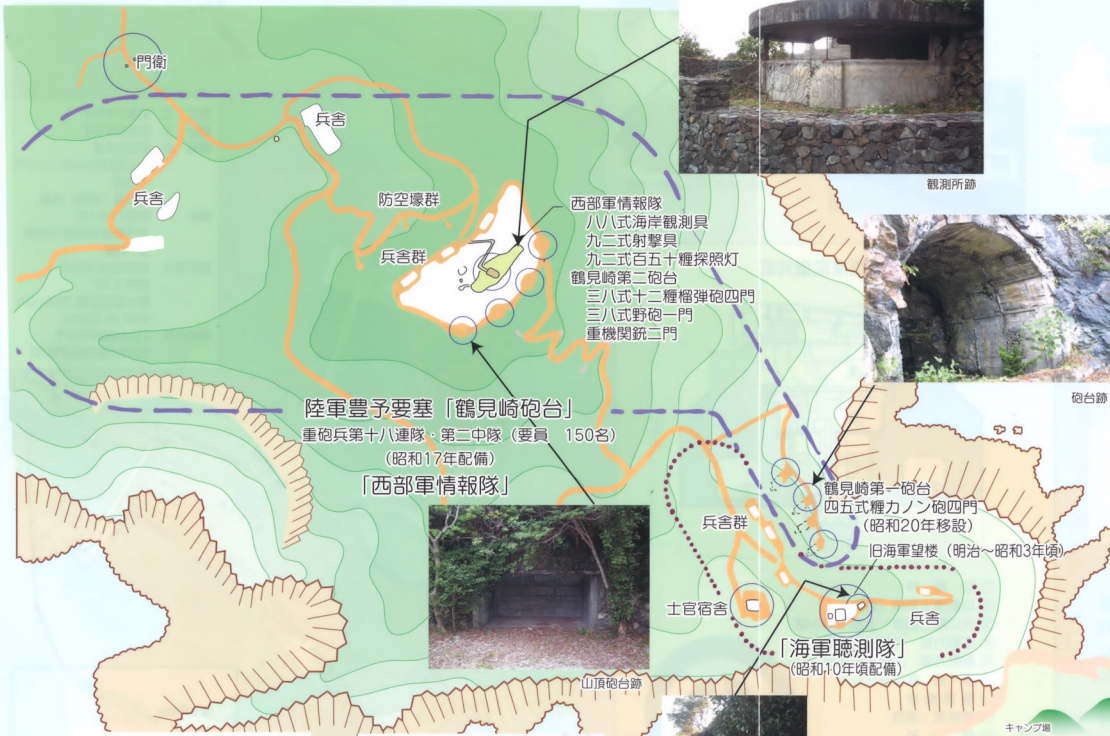 門衛
兵舎
兵舎
観測所跡
防空壕群
兵舎群
西部軍情報隊
八八式海岸観測具
九二式射撃具
九二式百五十糎探照灯
鶴見崎第二砲台
三八式十二糎榴弾砲四門
三八式野砲一門
重機関銃二門
砲台跡
陸軍豊予要塞「鶴見崎砲台」
重砲兵第十八連隊・第二中隊（要員　150名）
（昭和17年配備）
「西部軍情報隊」
鶴見崎第一砲台
四五式糎カノン砲四門
（昭和20年移設）
兵舎群
旧海軍望楼（明治～昭和3年頃）
士官宿舎
兵舎
「海軍聴測隊」
（昭和10年頃配備）
山頂砲台跡
キャンプ場